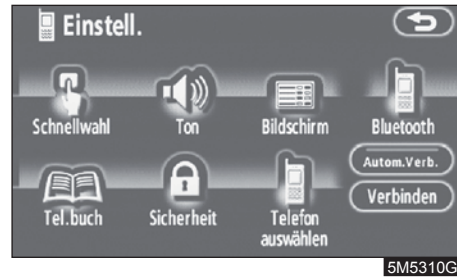 Einstell.
Schnellwahl Ton Bildschirm Bluetooth
Autom.Verb.
Verbinden
Tel.buch Sicherheit Telefon
auswählen
5M5310G